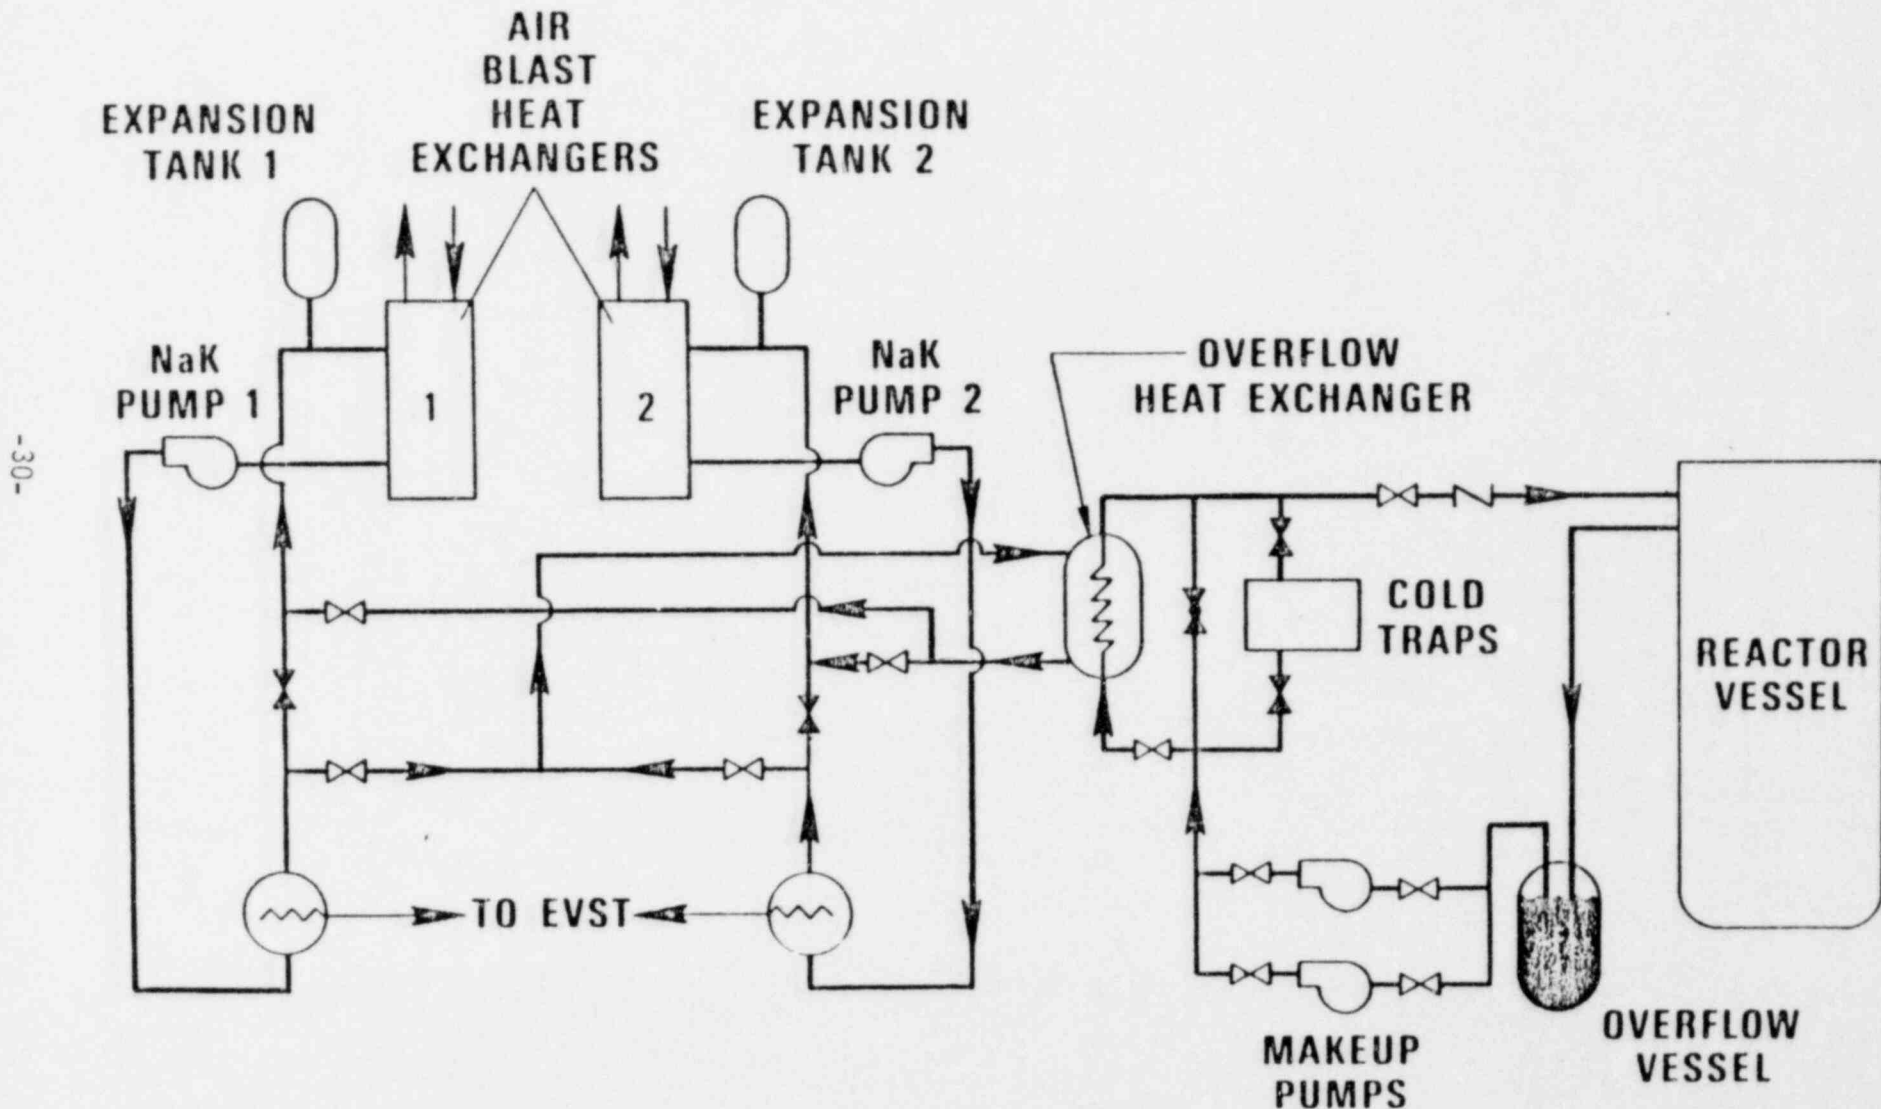 AIR
BLAST
HEAT
EXCHANGERS
EXPANSION
TANK 1
EXPANSION
TANK 2
NaK
PUMP 1
1
2
NaK
PUMP 2
OVERFLOW
HEAT EXCHANGER
-30-
COLD
TRAPS
REACTOR
VESSEL
TO EVST
MAKEUP
PUMPS
OVERFLOW
VESSEL